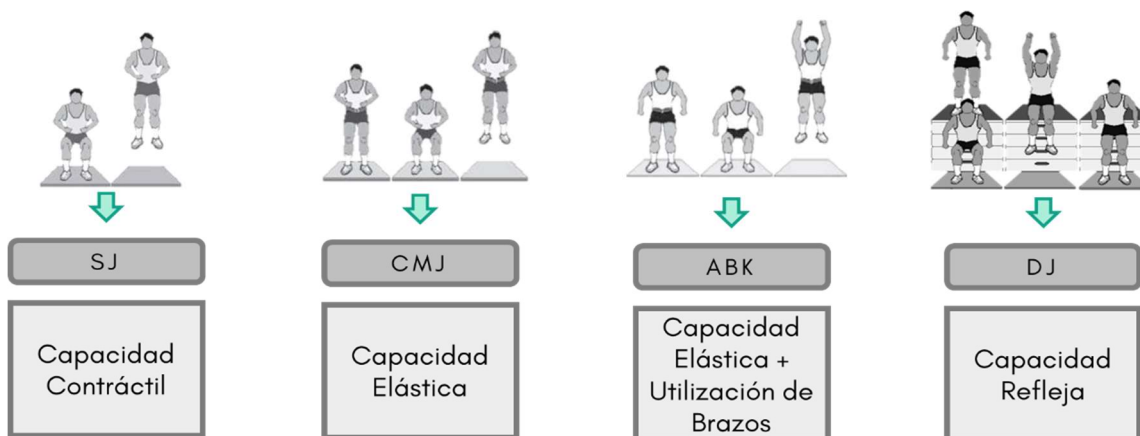 SJ
CMJ
ABK
DJ
Capacidad
Contráctil
Capacidad
Elástica
Capacidad
Elástica +
Utilización de
Brazos
Capacidad
Refleja